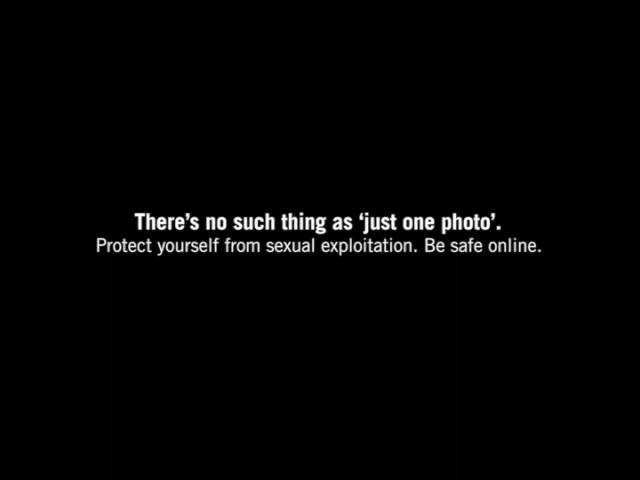 There's no such thing as 'just one photo'.
Protect yourself from sexual exploitation. Be safe online.